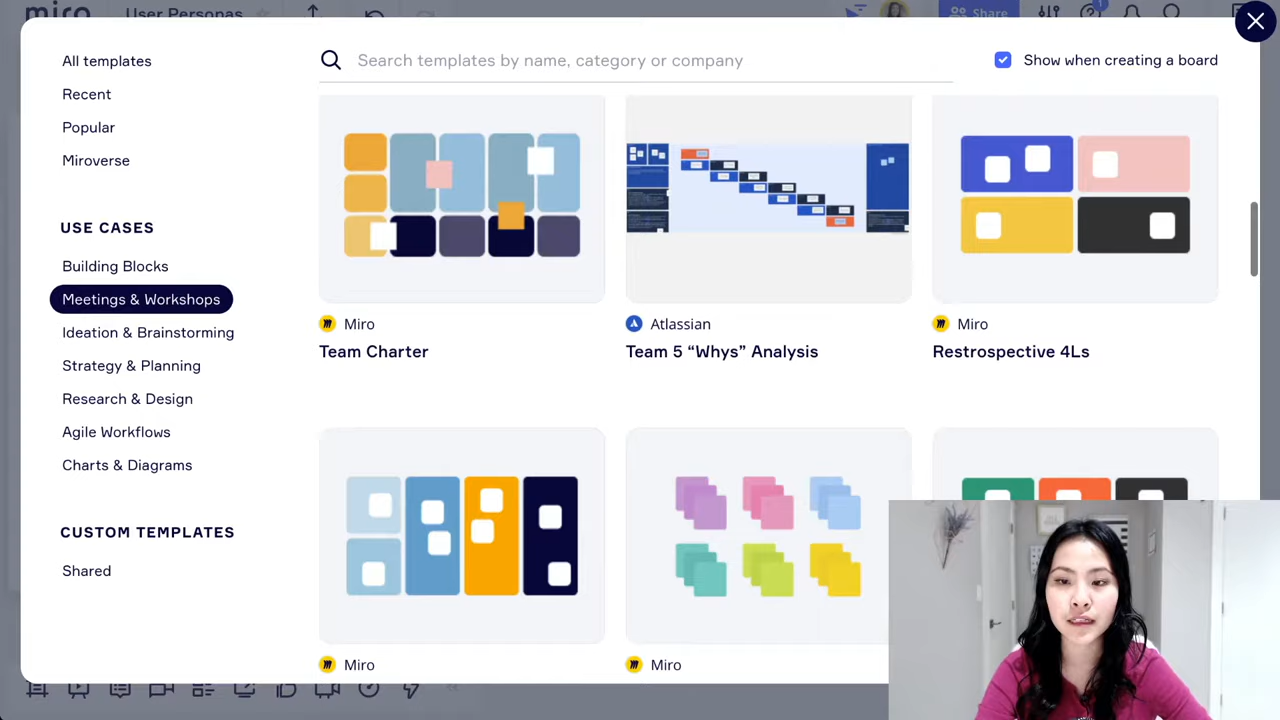 miro
User Personas
Share
1
All templates
Recent
Popular
Miroverse
USE CASES
Building Blocks
Meetings & Workshops
Ideation & Brainstorming
Strategy & Planning
Research & Design
Agile Workflows
Charts & Diagrams
CUSTOM TEMPLATES
Shared
Search templates by name, category or company
Show when creating a board
Miro
Team Charter
Atlassian
Team 5 “Whys” Analysis
Miro
Restrospective 4Ls
Miro
Miro